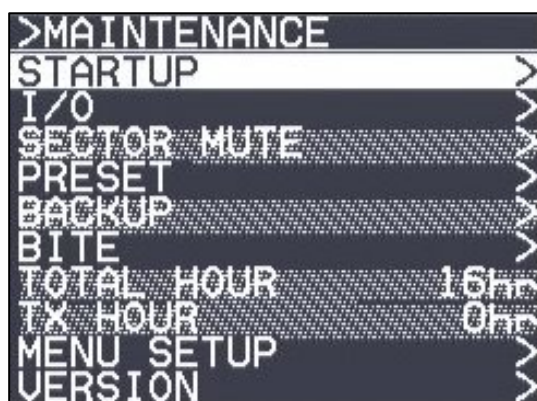 >MAINTENANCE
STARTUP >
I/O >
SECTOR MUTE >
PRESET >
BACKUP >
BITE >
TOTAL HOUR 16hr
TX HOUR 0hr
MENU SETUP >
VERSION >